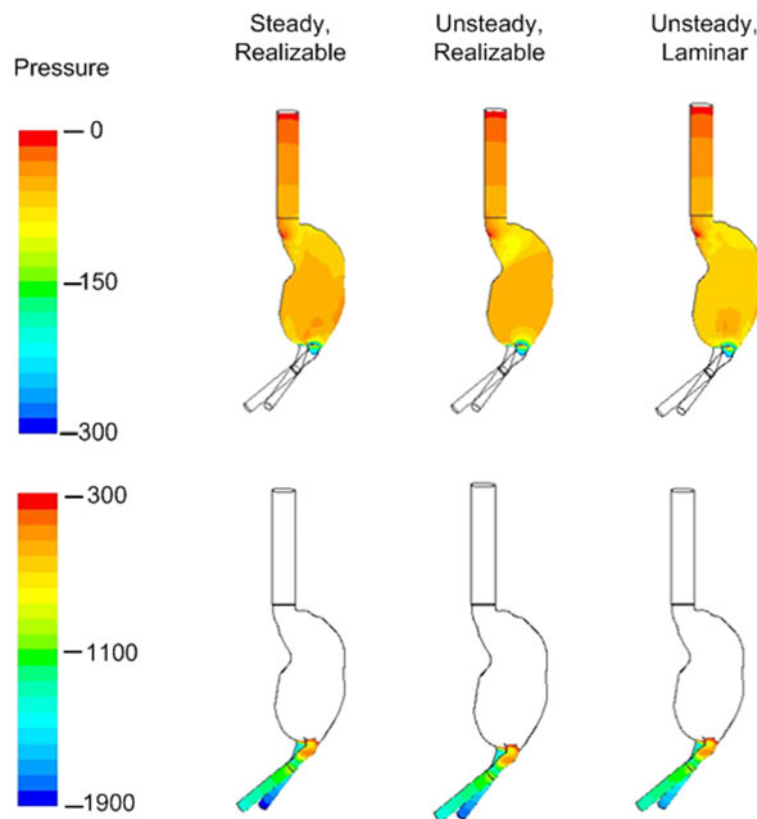 Steady,
Realizable
Unsteady,
Realizable
Unsteady,
Laminar
Pressure
0
-150
-300
-300
-1100
-1900